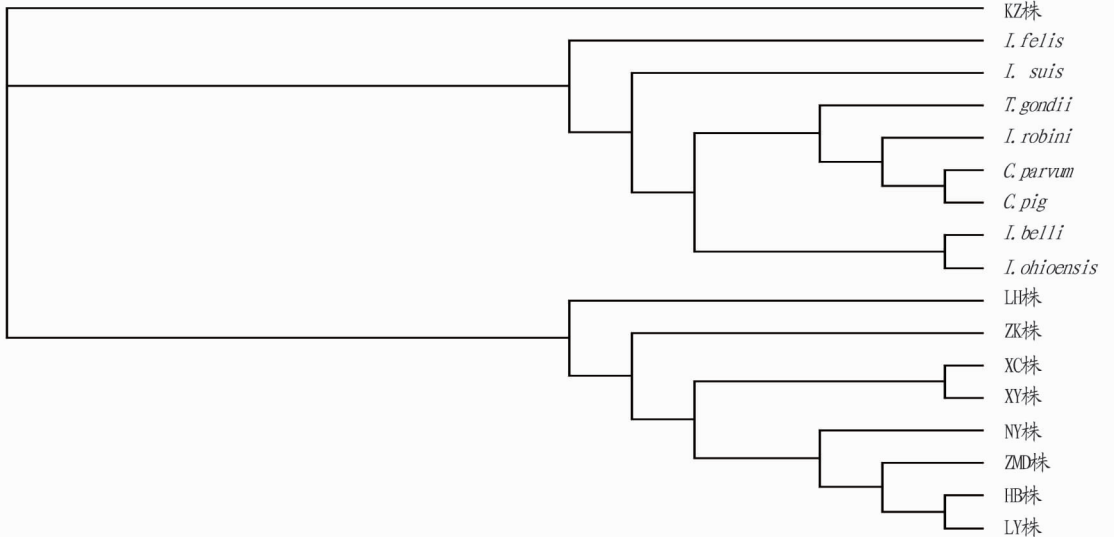 KZ株
I.felis
I. suis
T.gondii
I.robini
C.parvum
C.pig
I.belli
I.ohioensis
LH株
ZK株
XC株
XY株
NY株
ZMD株
HB株
LY株